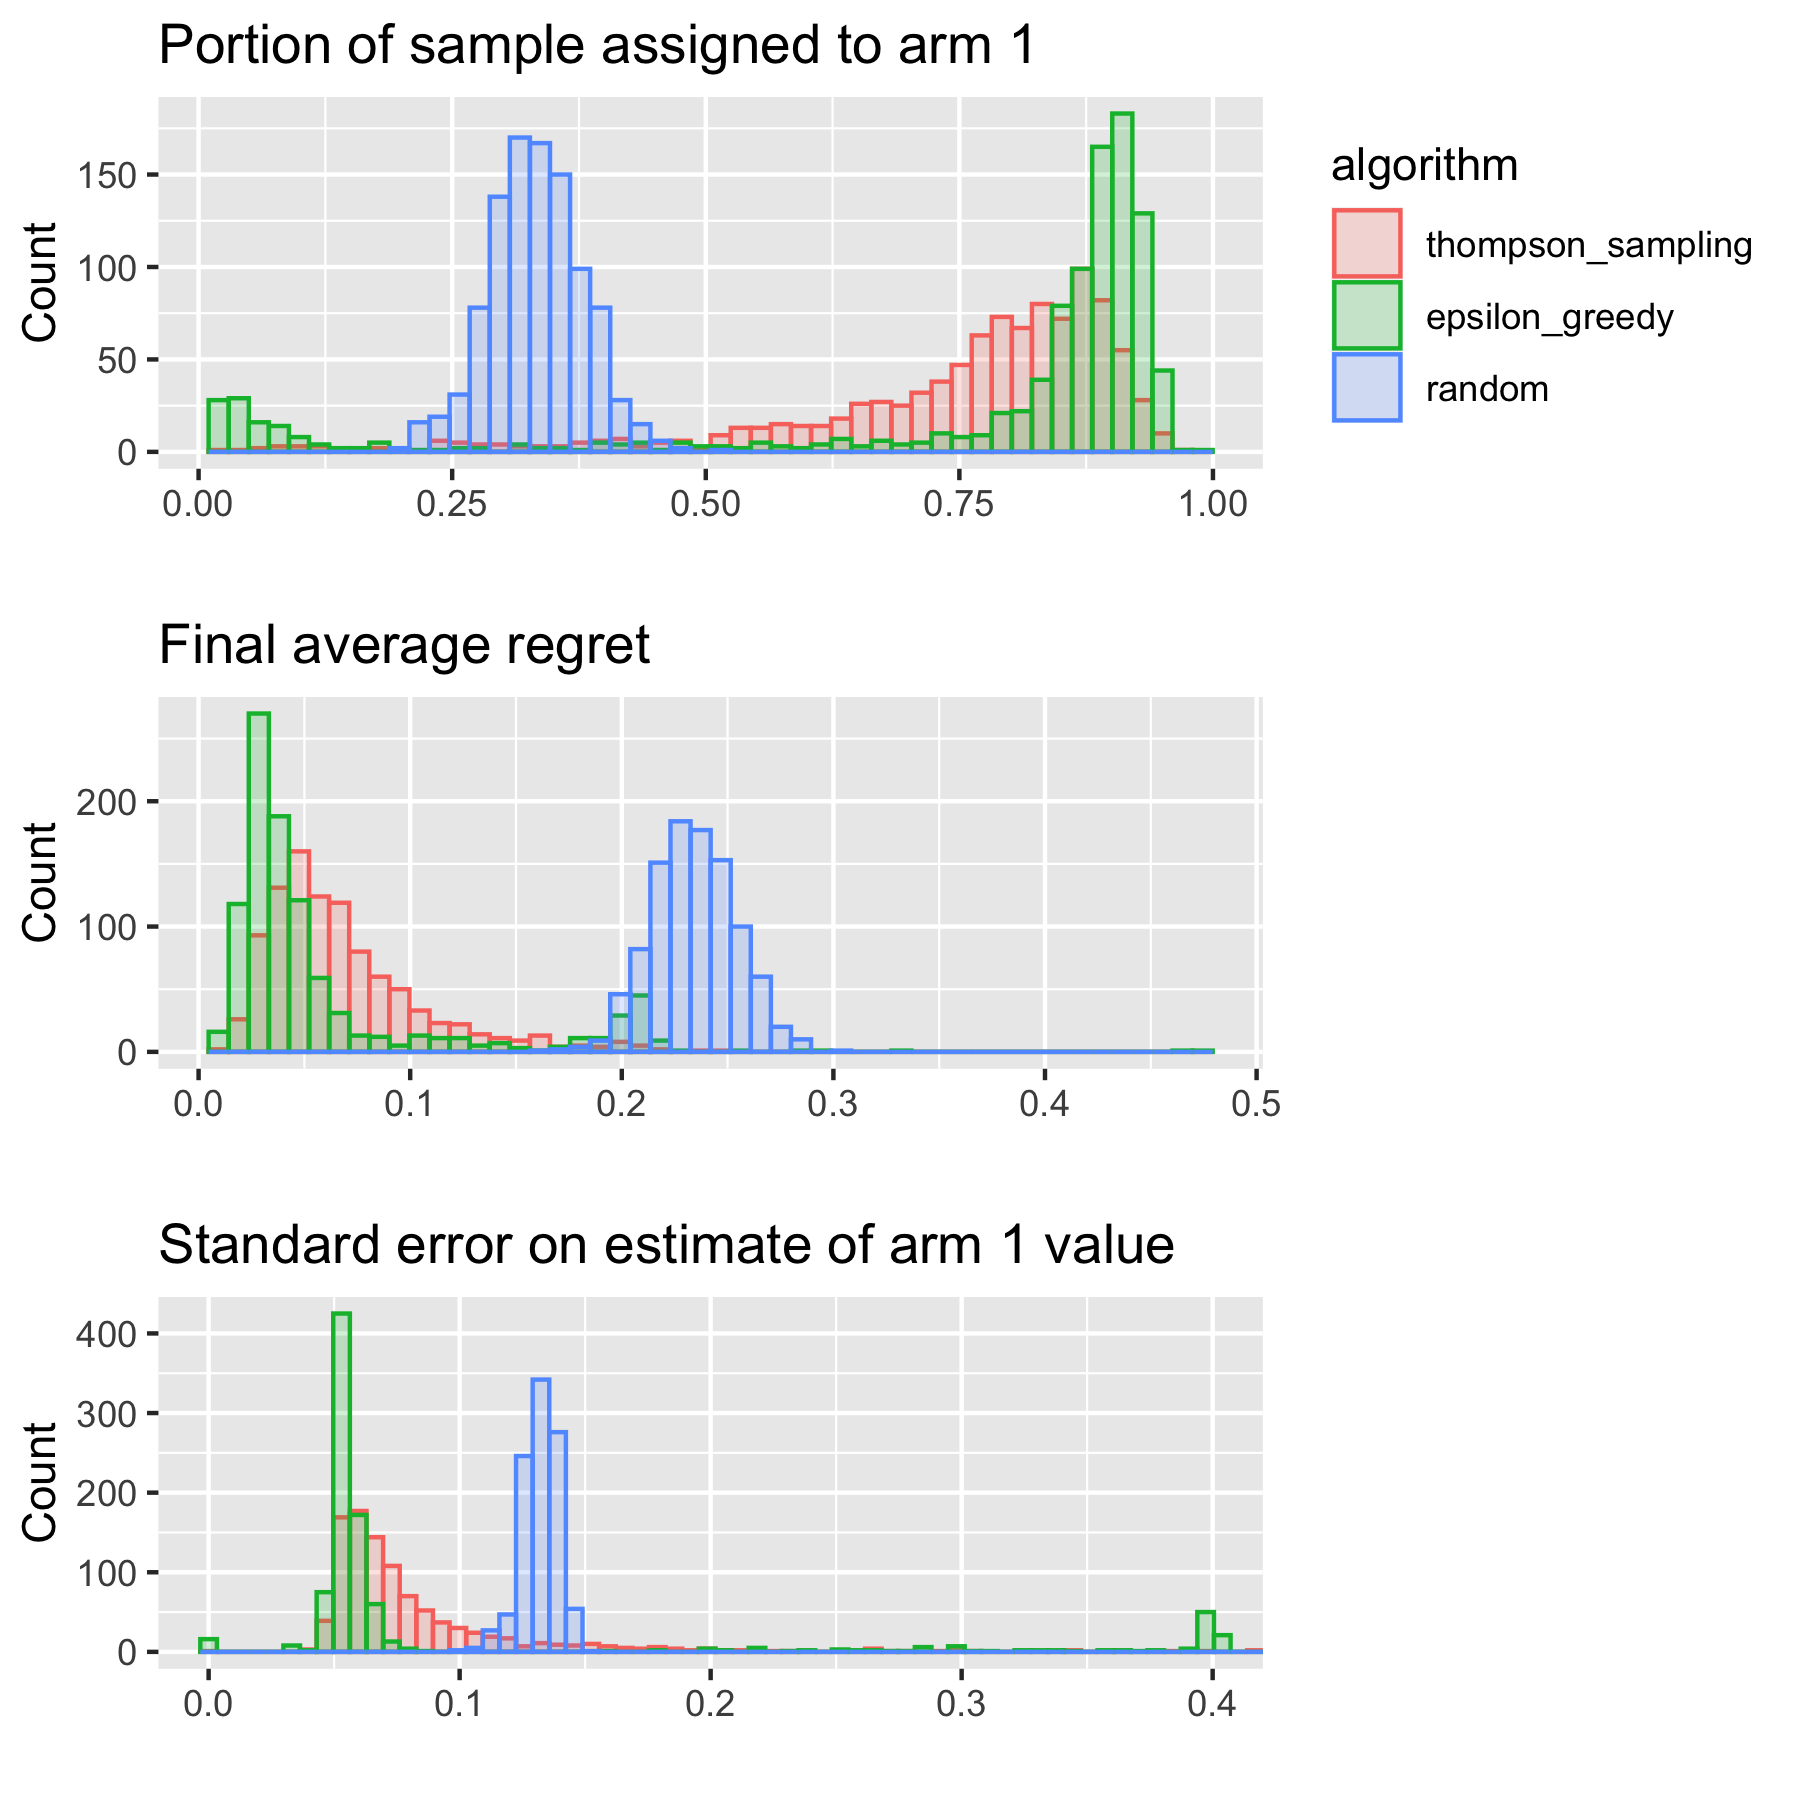 Portion of sample assigned to arm 1
Count
150
100
50
0
0.00 0.25 0.50 0.75 1.00
algorithm
thompson_sampling
epsilon_greedy
random
Final average regret
Count
200
100
0
0.0 0.1 0.2 0.3 0.4 0.5
Standard error on estimate of arm 1 value
Count
400
300
200
100
0
0.0 0.1 0.2 0.3 0.4